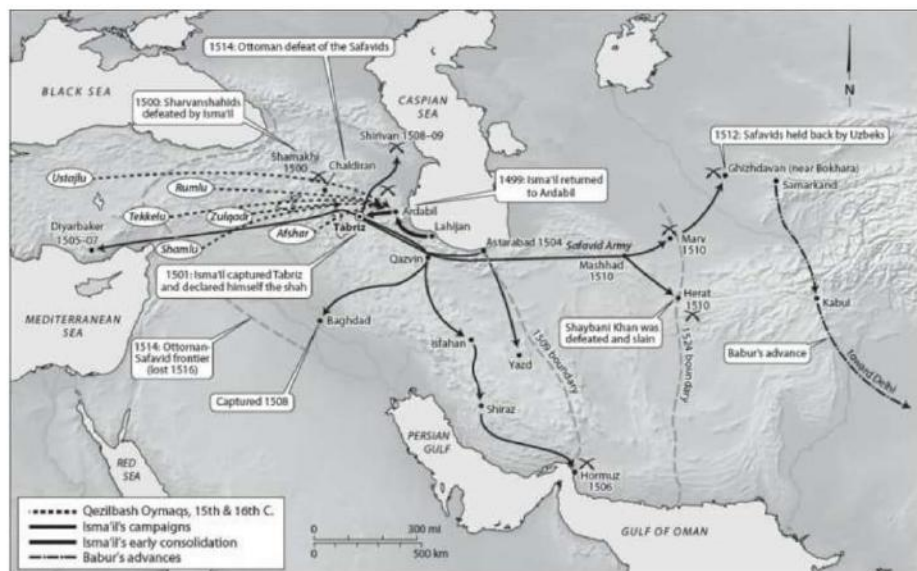 1514: Ottoman defeat of the Safavids
BLACK SEA
CASPIAN
SEA
N
1500: Sharvanshahids
defeated by Isma'il
Shirivan 1508–09
1512: Safavids held back by Uzbeks
Shamakhi
1500
Chaldiran
Ghizhdavan (near Bokhara)
Samarkand
Ustajlu
Rumlu
1499: Isma'il returned
to Ardabil
Tekkelu
Zulqadr
Ardabil
Diyarbaker
1505–07
Afshar
Tabriz
Lahijan
Shamlu
Astarabad 1504
Safavid Army
Marv
1510
Qazvin
Mashhad
1510
1501: Isma'il captured Tabriz
and declared himself the shah
Herat
1510
Kabul
MEDITERRANEAN
SEA
Baghdad
Shaybani Khan was
defeated and slain
1514: Ottoman-
Safavid frontier
(lost 1516)
Isfahan
Yazd
1509 boundary
1524 boundary
Babur's advance
Toward Delhi
Captured 1508
Shiraz
PERSIAN
GULF
RED
SEA
Hormuz
1506
Qezilbash Oymaqs, 15th & 16th C.
Isma'il's campaigns
Isma'il's early consolidation
Babur's advances
0 300 mi
0 500 km
GULF OF OMAN